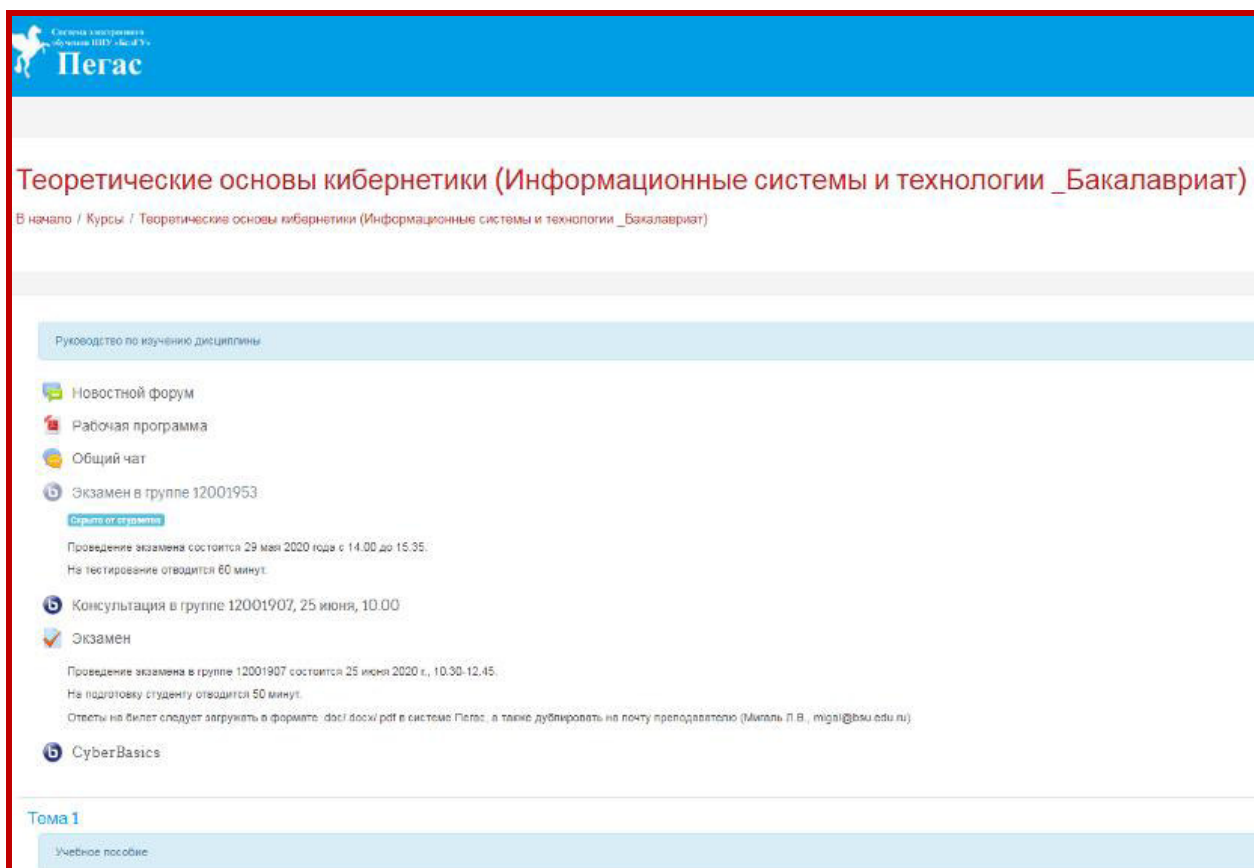 Система электронного
обучения НИУ «БелГУ»
Пегас
Теоретические основы кибернетики (Информационные системы и технологии _Бакалавриат)
В начало / Курсы / Теоретические основы кибернетики (Информационные системы и технологии _Бакалавриат)
Руководство по изучению дисциплины
Новостной форум
Рабочая программа
Общий чат
Экзамен в группе 12001953
Скрыто от студентов
Проведение экзамена состоится 29 мая 2020 года с 14.00 до 15.35.
На тестирование отводится 60 минут.
Консультация в группе 12001907, 25 июня, 10.00
Экзамен
Проведение экзамена в группе 12001907 состоится 25 июня 2020 г., 10.30-12.45.
На подготовку студенту отводится 50 минут.
Ответы на билет следует загружать в формате .doc/.docx/.pdf в системе Пегас, а также дублировать на почту преподавателю (Мигаль Л.В., migal@bsu.edu.ru)
CyberBasics
Тема 1
Учебное пособие